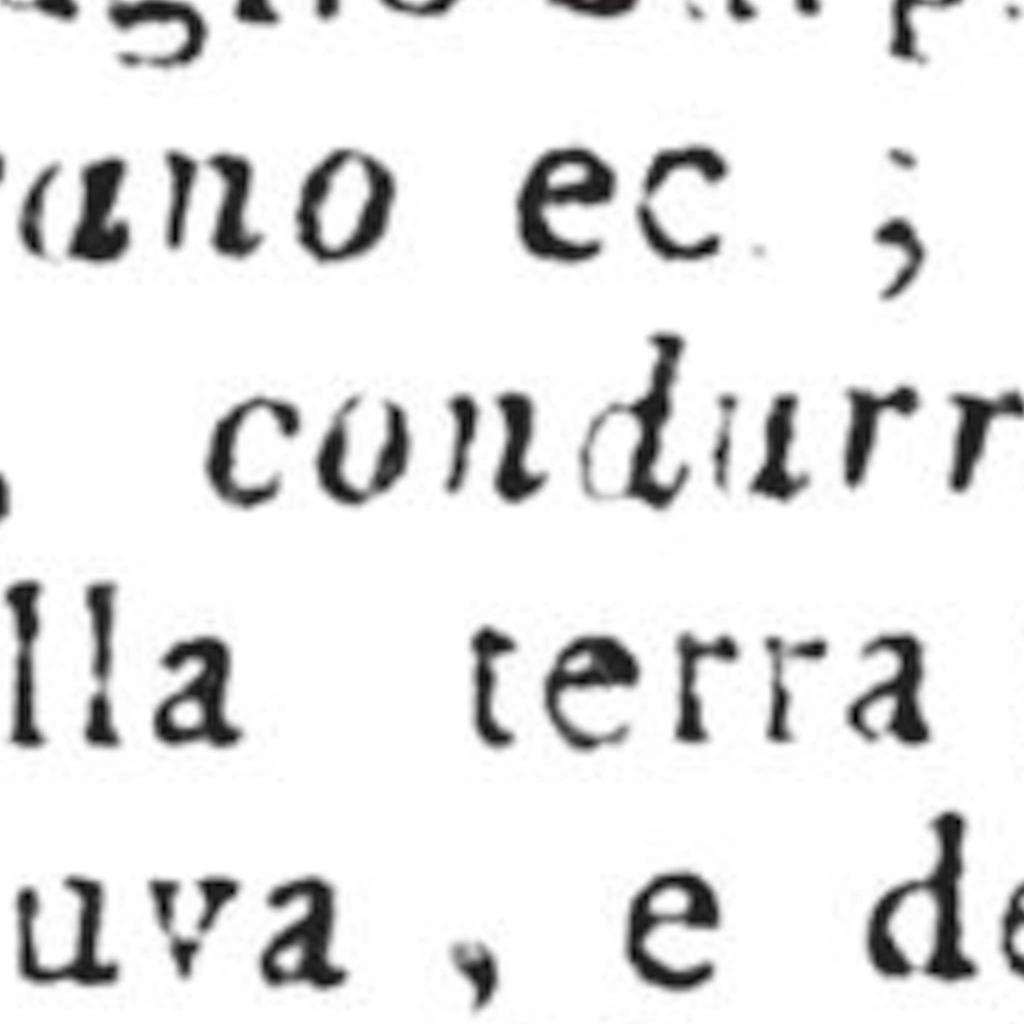 ano ec. ;
condurr
lla terra
uva, e de